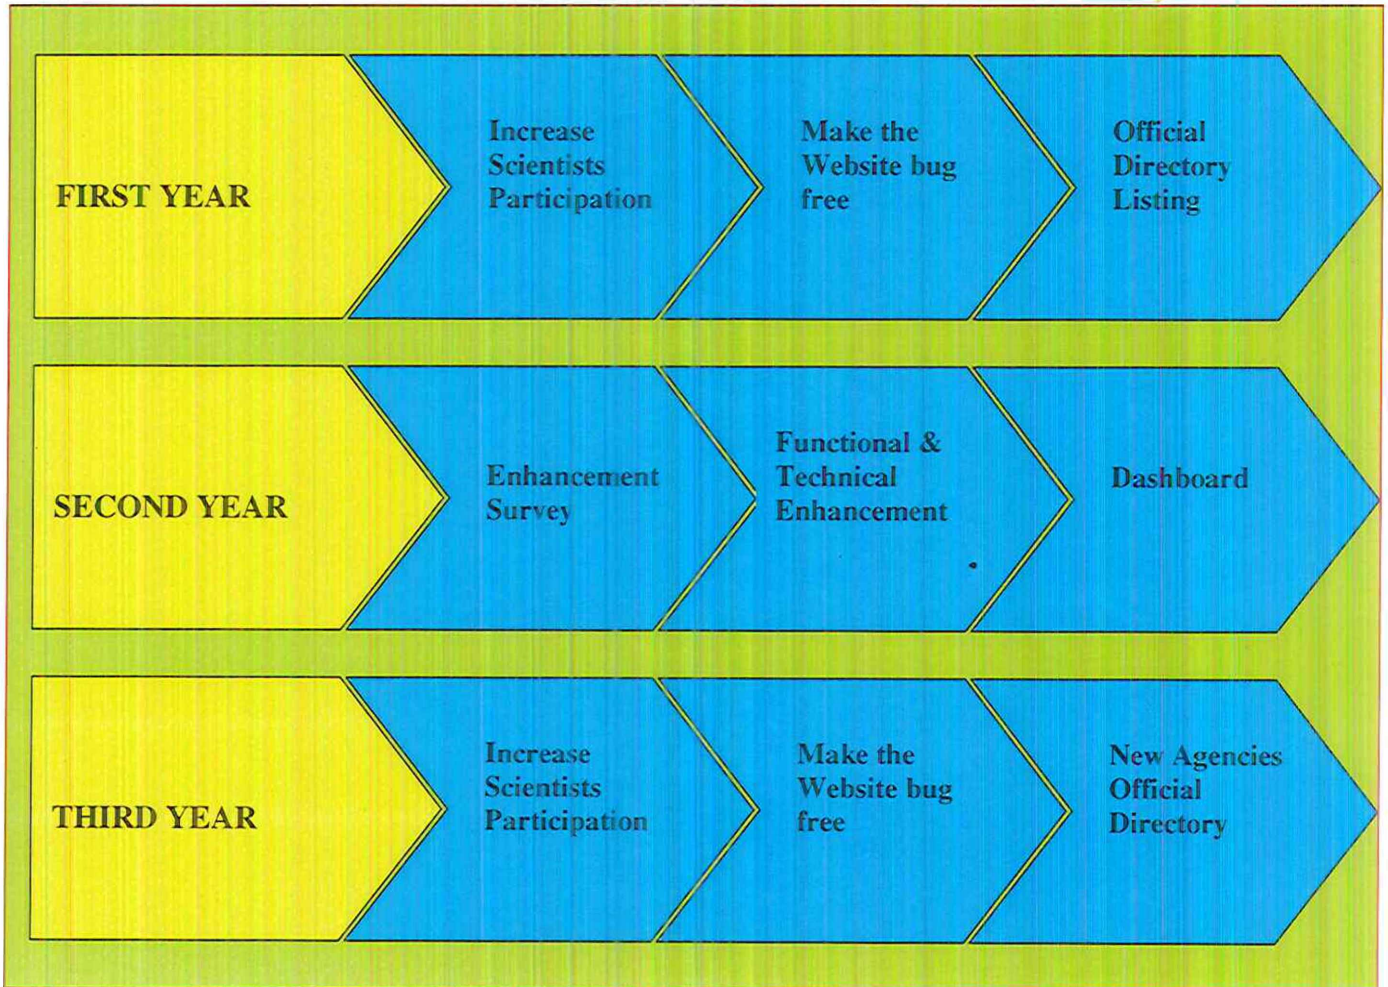 FIRST YEAR
Increase
Scientists
Participation
Make the
Website bug
free
Official
Directory
Listing
SECOND YEAR
Enhancement
Survey
Functional &
Technical
Enhancement
Dashboard
THIRD YEAR
Increase
Scientists
Participation
Make the
Website bug
free
New Agencies
Official
Directory